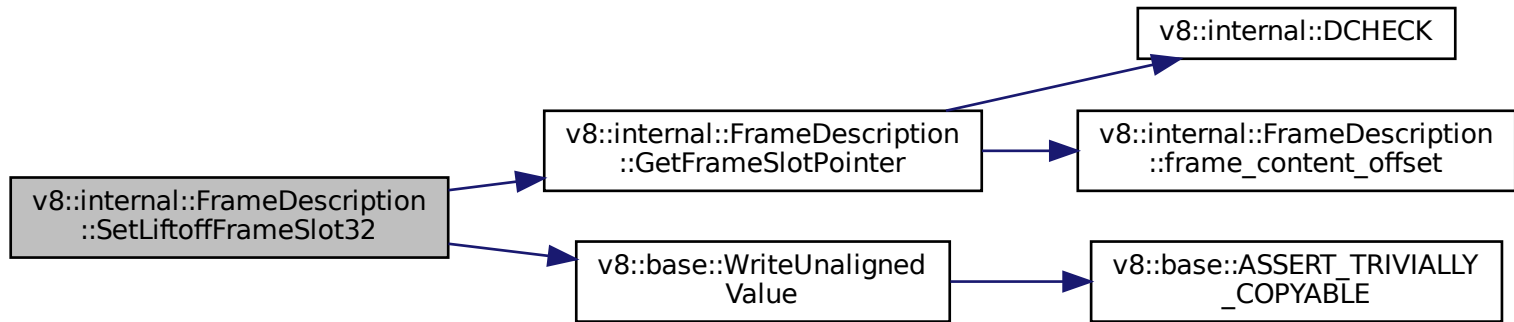 v8::internal::FrameDescription
::SetLiftoffFrameSlot32
v8::internal::FrameDescription
::GetFrameSlotPointer
v8::internal::DCHECK
v8::internal::FrameDescription
::frame_content_offset
v8::base::WriteUnaligned
Value
v8::base::ASSERT_TRIVIALLY
_COPYABLE